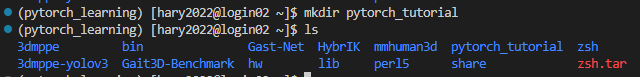 (pytorch_learning) [hary2022@login02 ~]$ mkdir pytorch_tutorial
(pytorch_learning) [hary2022@login02 ~]$ ls
3dmppe bin Gast-Net HybrIK mmhuman3d pytorch_tutorial zsh
3dmppe-yolov3 Gait3D-Benchmark hw lib perl5 share zsh.tar